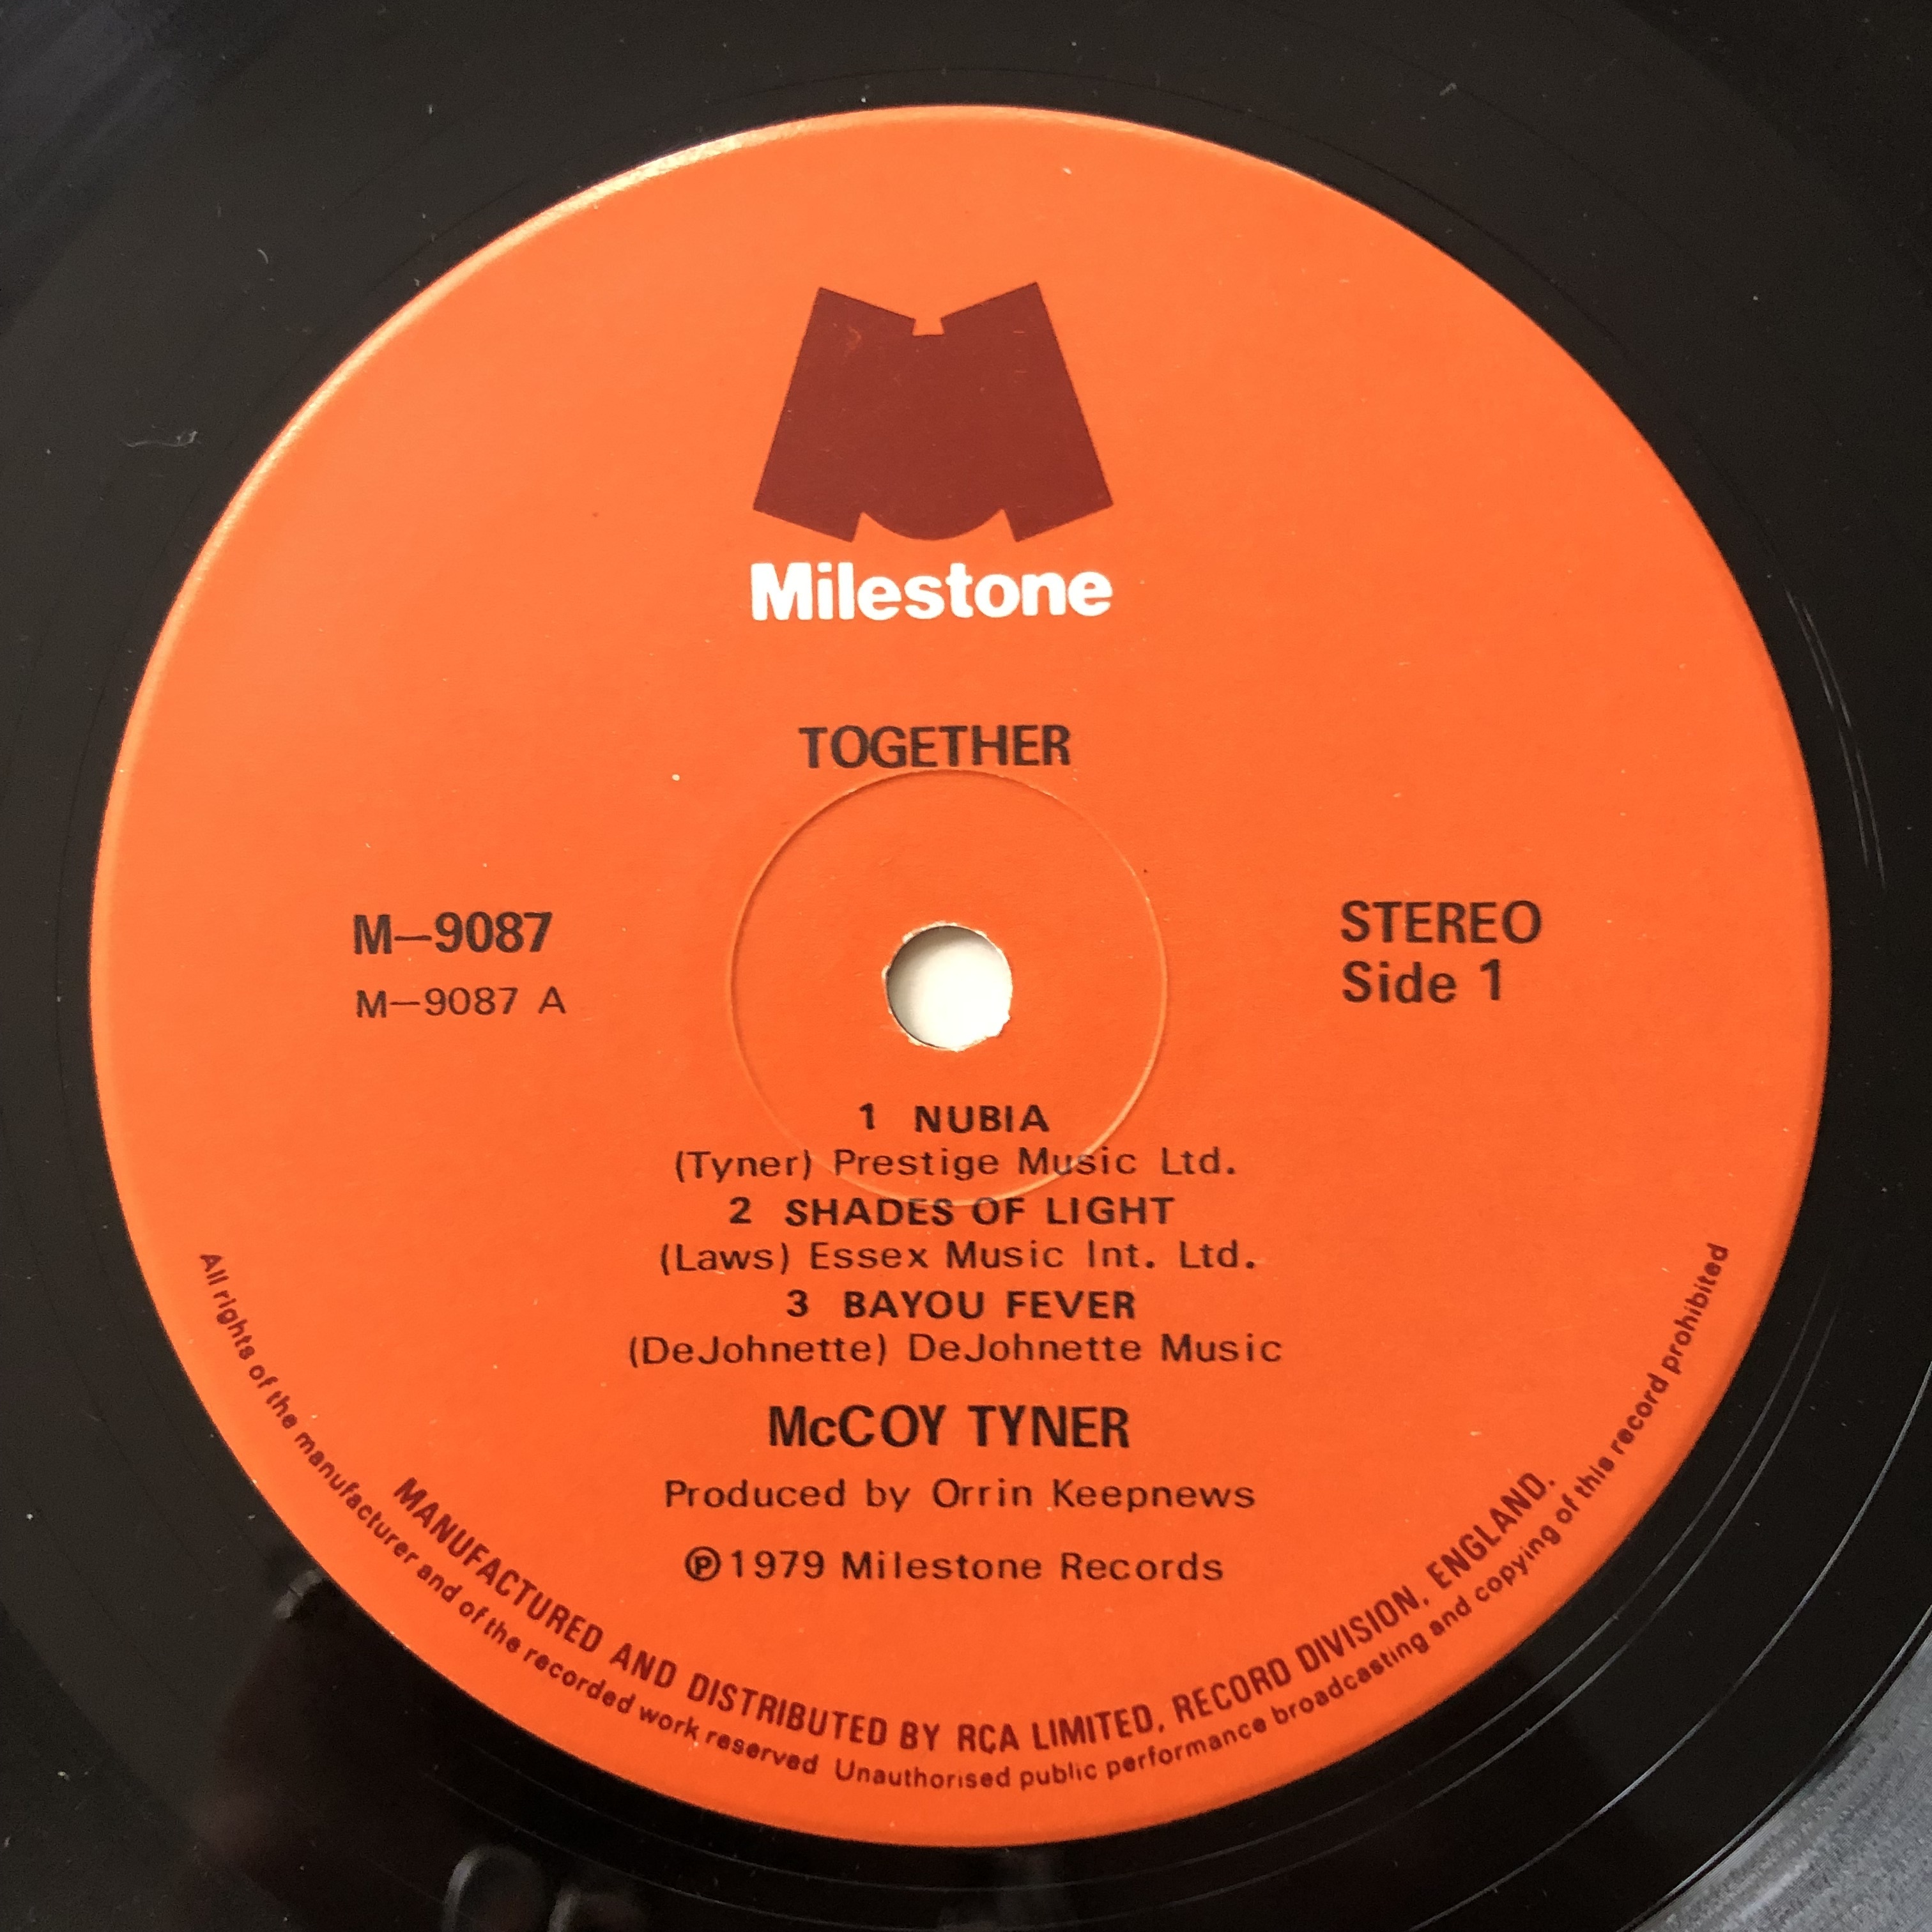 Milestone
TOGETHER
M—9087
M—9087 A
STEREO
Side 1
1 NUBIA
(Tyner) Prestige Music Ltd.
2 SHADES OF LIGHT
(Laws) Essex Music Int. Ltd.
3 BAYOU FEVER
(DeJohnette) DeJohnette Music
McCOY TYNER
Produced by Orrin Keepnews
℗1979 Milestone Records
MANUFACTURED AND DISTRIBUTED BY RCA LIMITED, RECORD DIVISION, ENGLAND.
All rights of the manufacturer and of the recorded work reserved Unauthorised public performance broadcasting and copying of this record prohibited